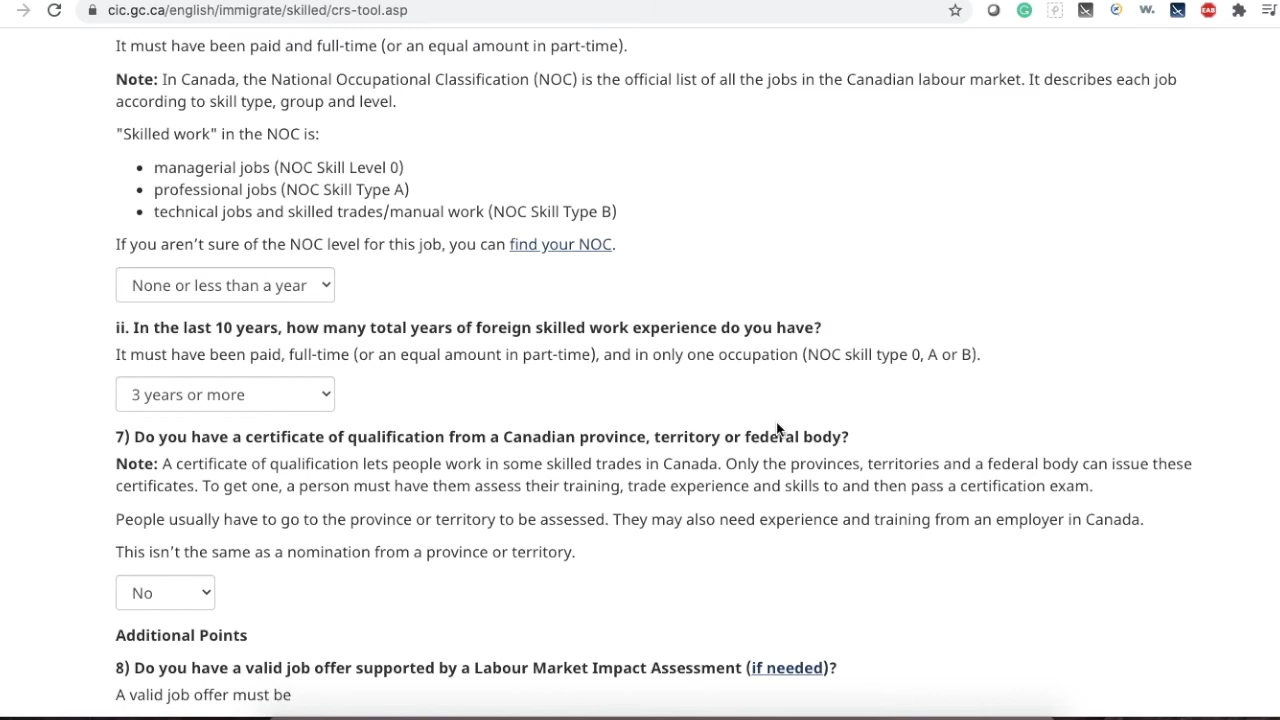 cic.gc.ca/english/immigrate/skilled/crs-tool.asp
It must have been paid and full-time (or an equal amount in part-time).
Note: In Canada, the National Occupational Classification (NOC) is the official list of all the jobs in the Canadian labour market. It describes each job
according to skill type, group and level.
"Skilled work" in the NOC is:
• managerial jobs (NOC Skill Level 0)
• professional jobs (NOC Skill Type A)
• technical jobs and skilled trades/manual work (NOC Skill Type B)
If you aren’t sure of the NOC level for this job, you can find your NOC.
None or less than a year
ii. In the last 10 years, how many total years of foreign skilled work experience do you have?
It must have been paid, full-time (or an equal amount in part-time), and in only one occupation (NOC skill type 0, A or B).
3 years or more
7) Do you have a certificate of qualification from a Canadian province, territory or federal body?
Note: A certificate of qualification lets people work in some skilled trades in Canada. Only the provinces, territories and a federal body can issue these
certificates. To get one, a person must have them assess their training, trade experience and skills to and then pass a certification exam.
People usually have to go to the province or territory to be assessed. They may also need experience and training from an employer in Canada.
This isn’t the same as a nomination from a province or territory.
No
Additional Points
8) Do you have a valid job offer supported by a Labour Market Impact Assessment (if needed)?
A valid job offer must be